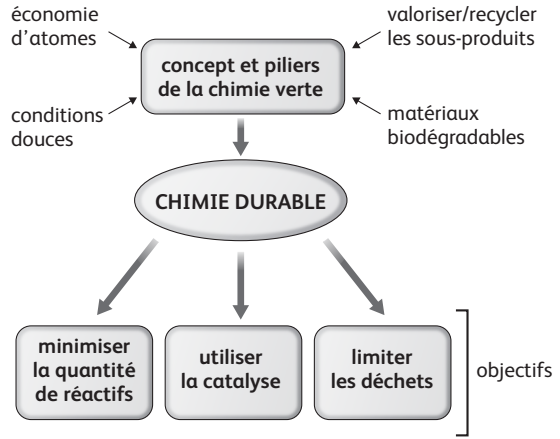 économie
d'atomes
valoriser/recycler
les sous-produits
concept et piliers
de la chimie verte
conditions
douces
matériaux
biodégradables
CHIMIE DURABLE
minimiser
la quantité
de réactifs
utiliser
la catalyse
limiter
les déchets
objectifs